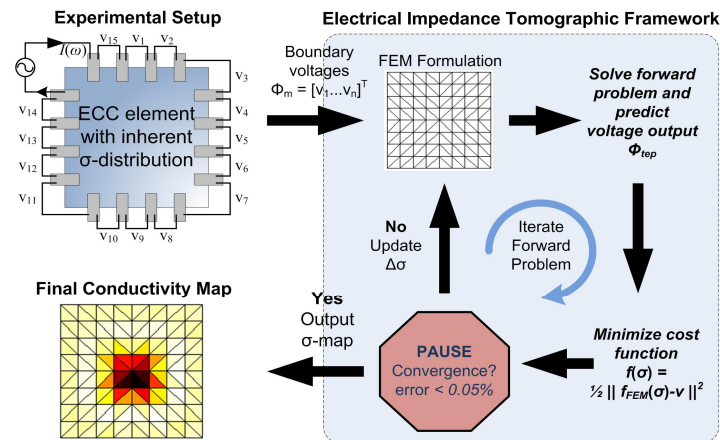 Experimental Setup
I(ω)
v15
v1
v2
v3
v4
v5
v6
v7
v8
v9
v10
v11
v12
v13
v14
ECC element
with inherent
σ-distribution
Electrical Impedance Tomographic Framework
Boundary
voltages
Φm = [v1...vn]^T
FEM Formulation
Solve forward
problem and
predict
voltage output
Φtep
No
Update
Δσ
Iterate
Forward
Problem
Final Conductivity Map
Yes
Output
σ-map
PAUSE
Convergence?
error < 0.05%
Minimize cost
function
f(σ) =
½ || fFEM(σ)-v ||²